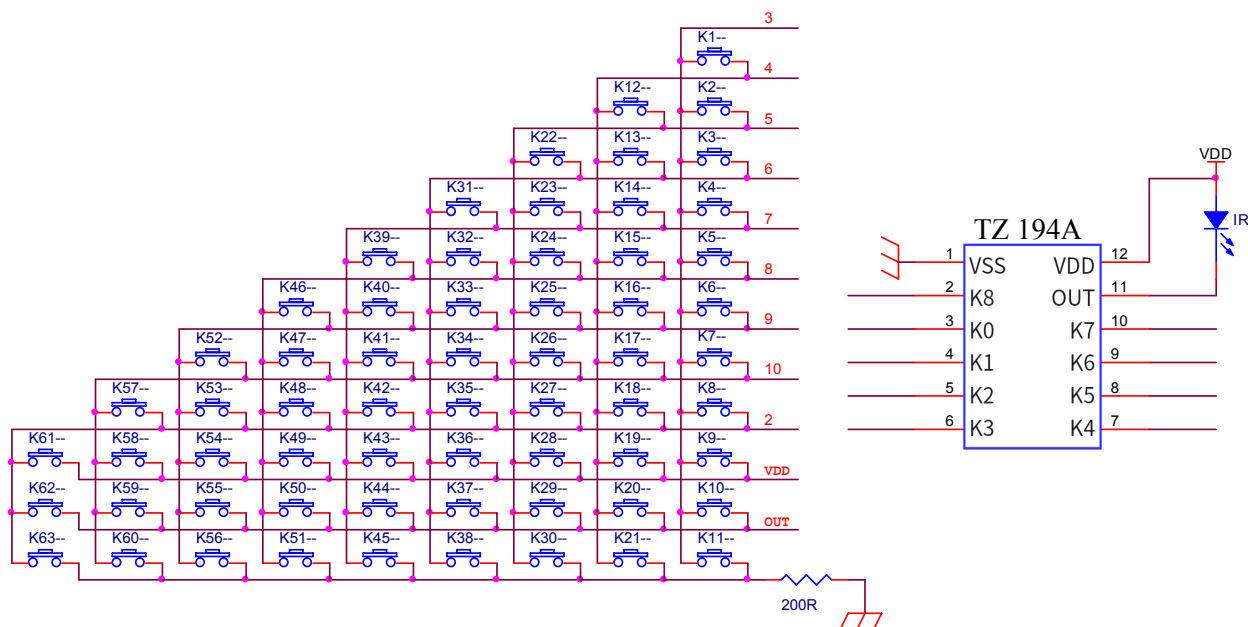 3
K1--
4
K12-- K2--
5
K22-- K13-- K3--
6
K31-- K23-- K14-- K4--
7
K39-- K32-- K24-- K15-- K5--
8
K46-- K40-- K33-- K25-- K16-- K6--
9
K52-- K47-- K41-- K34-- K26-- K17-- K7--
10
K57-- K53-- K48-- K42-- K35-- K27-- K18-- K8--
2
K61-- K58-- K54-- K49-- K43-- K36-- K28-- K19-- K9--
VDD
K62-- K59-- K55-- K50-- K44-- K37-- K29-- K20-- K10--
OUT
K63-- K60-- K56-- K51-- K45-- K38-- K30-- K21-- K11--
200R
VDD
IR
TZ 194A
1 VSS VDD 12
2 K8 OUT 11
3 K0 K7 10
4 K1 K6 9
5 K2 K5 8
6 K3 K4 7